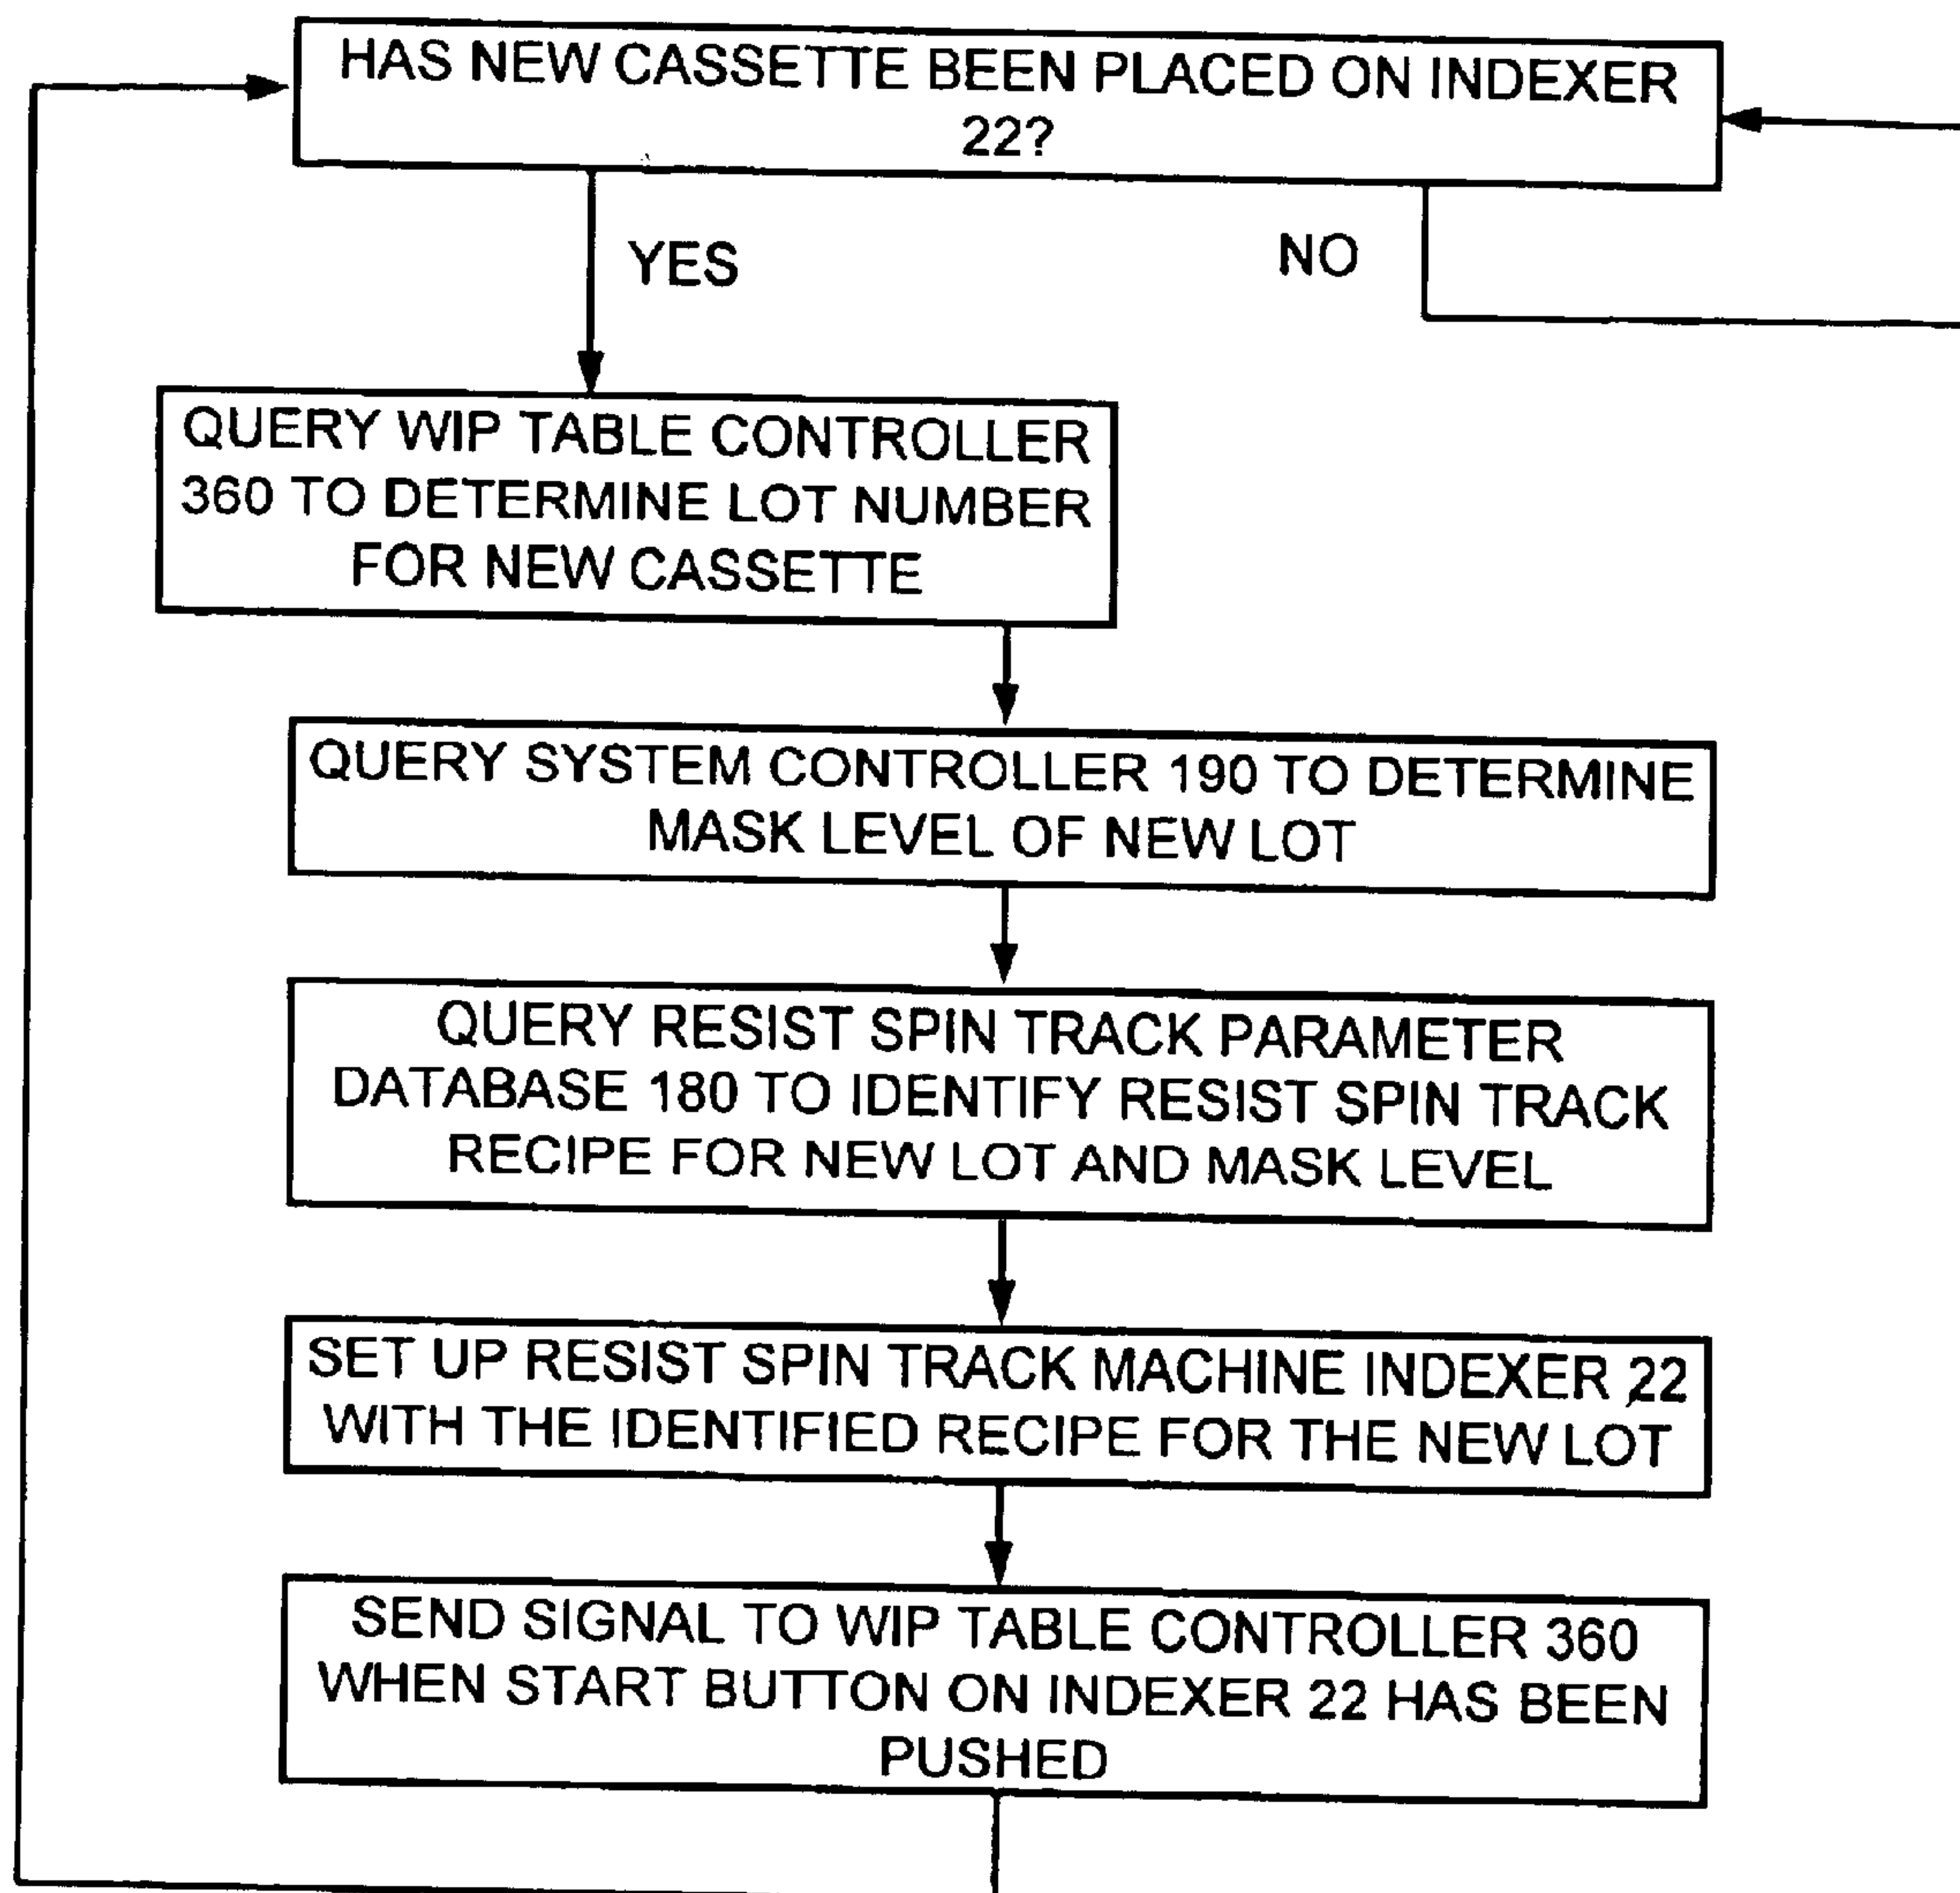 HAS NEW CASSETTE BEEN PLACED ON INDEXER
22?
YES
NO
QUERY WIP TABLE CONTROLLER
360 TO DETERMINE LOT NUMBER
FOR NEW CASSETTE
QUERY SYSTEM CONTROLLER 190 TO DETERMINE
MASK LEVEL OF NEW LOT
QUERY RESIST SPIN TRACK PARAMETER
DATABASE 180 TO IDENTIFY RESIST SPIN TRACK
RECIPE FOR NEW LOT AND MASK LEVEL
SET UP RESIST SPIN TRACK MACHINE INDEXER 22
WITH THE IDENTIFIED RECIPE FOR THE NEW LOT
SEND SIGNAL TO WIP TABLE CONTROLLER 360
WHEN START BUTTON ON INDEXER 22 HAS BEEN
PUSHED